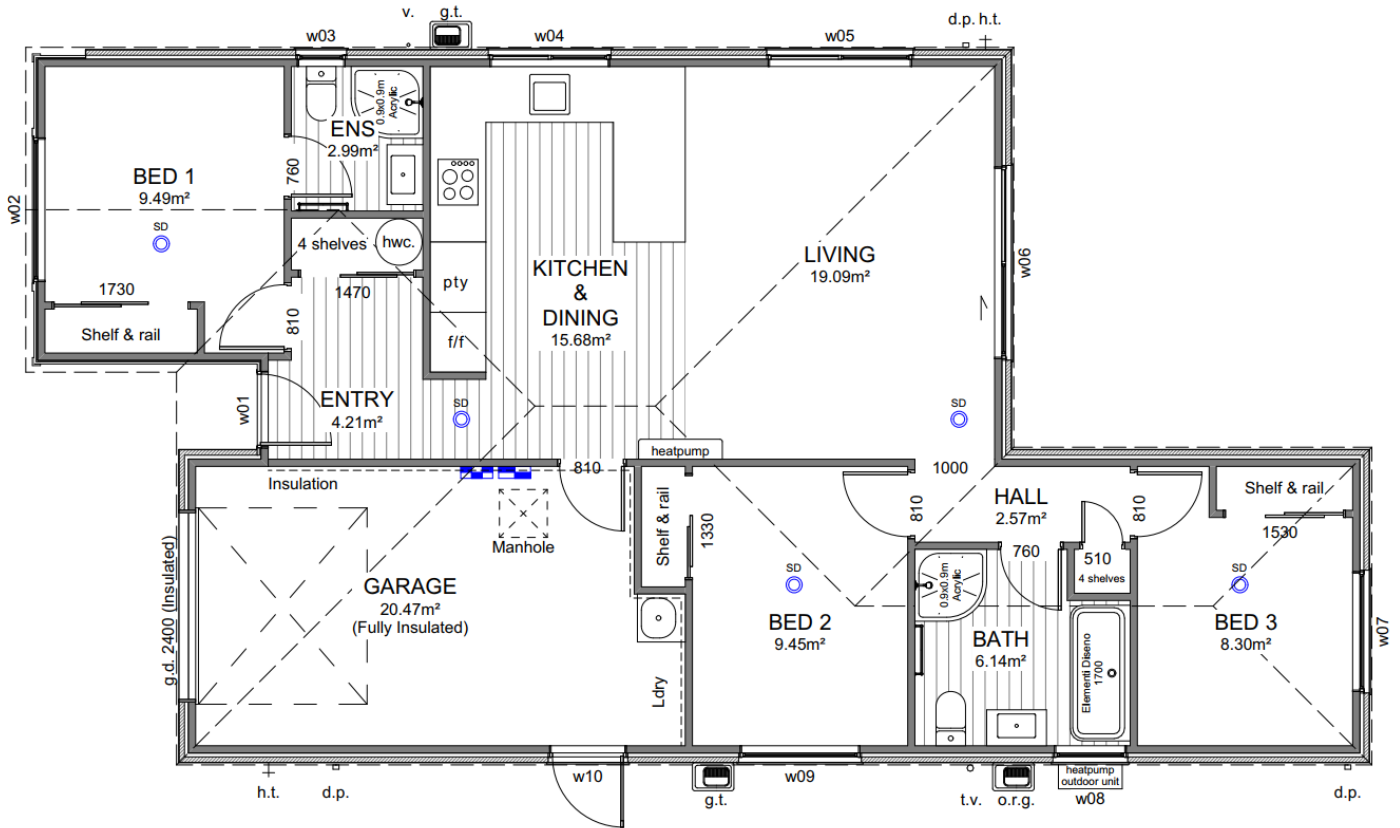 v.
g.t.
d.p. h.t.
w03
w04
w05
0.9x0.9m
Acrylic
ENS
2.99m²
760
BED 1
9.49m²
w02
SD
4 shelves
hwc.
1730
1470
810
Shelf & rail
pty
f/f
KITCHEN
&
DINING
15.68m²
LIVING
19.09m²
w06
w01
ENTRY
4.21m²
SD
SD
heatpump
Insulation
810
1000
Manhole
Shelf & rail
1330
810
HALL
2.57m²
760
510
4 shelves
810
Shelf & rail
1530
g.d. 2400 (Insulated)
GARAGE
20.47m²
(Fully Insulated)
SD
BED 2
9.45m²
0.9x0.9m
Acrylic
BATH
6.14m²
Elementi Diseno
1700
SD
BED 3
8.30m²
w07
Ldry
h.t.
d.p.
w10
g.t.
w09
t.v.
o.r.g.
heatpump
outdoor unit
w08
d.p.